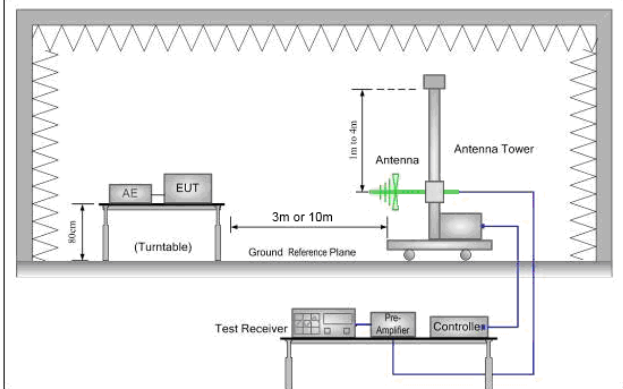 1m to 4m
Antenna
Antenna Tower
AE
EUT
80cm
(Turntable)
3m or 10m
Ground Reference Plane
Test Receiver
Pre-
Amplifier
Controller